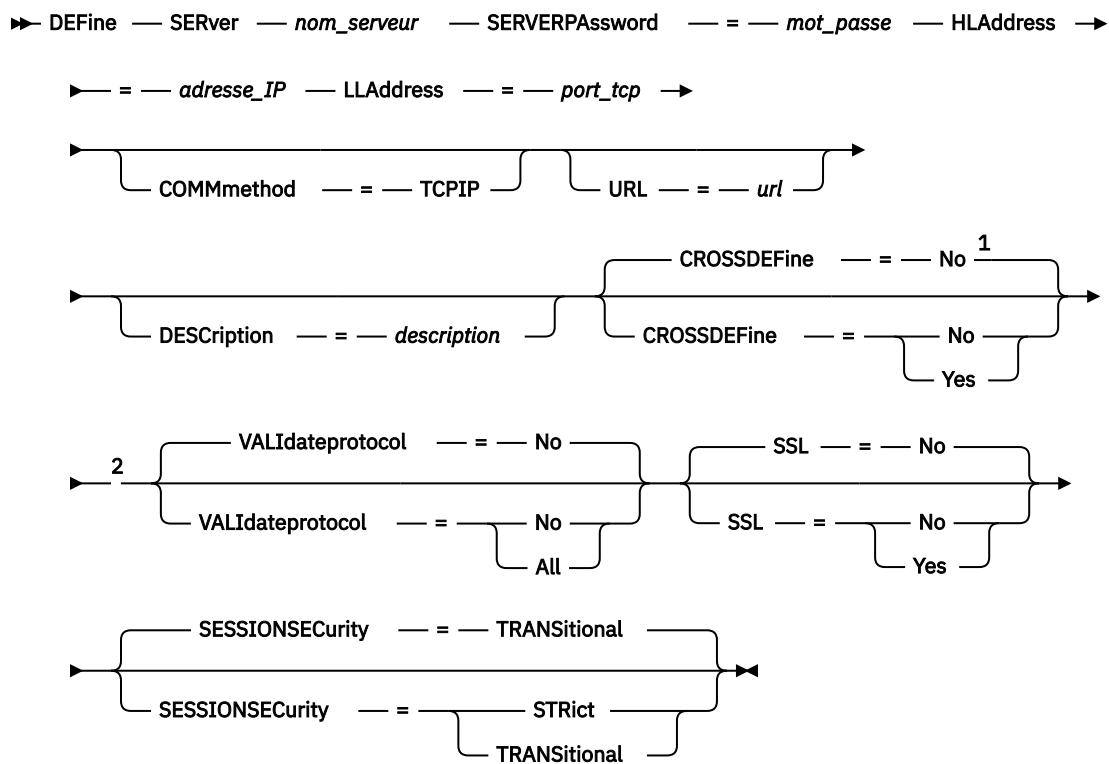 DEFine SERver nom_serveur SERVERPAssword = mot_passe HLAddress
= adresse_IP LLAddress = port_tcp
COMMmethod = TCPIP URL = url
CROSSDEFine = No 1
DESCription = description CROSSDEFine = No
Yes
VALIdateprotocol = No SSL = No
2
VALIdateprotocol = No SSL = No
All Yes
SESSIONSECurity = TRANSitional
SESSIONSECurity = STRict
TRANSitional